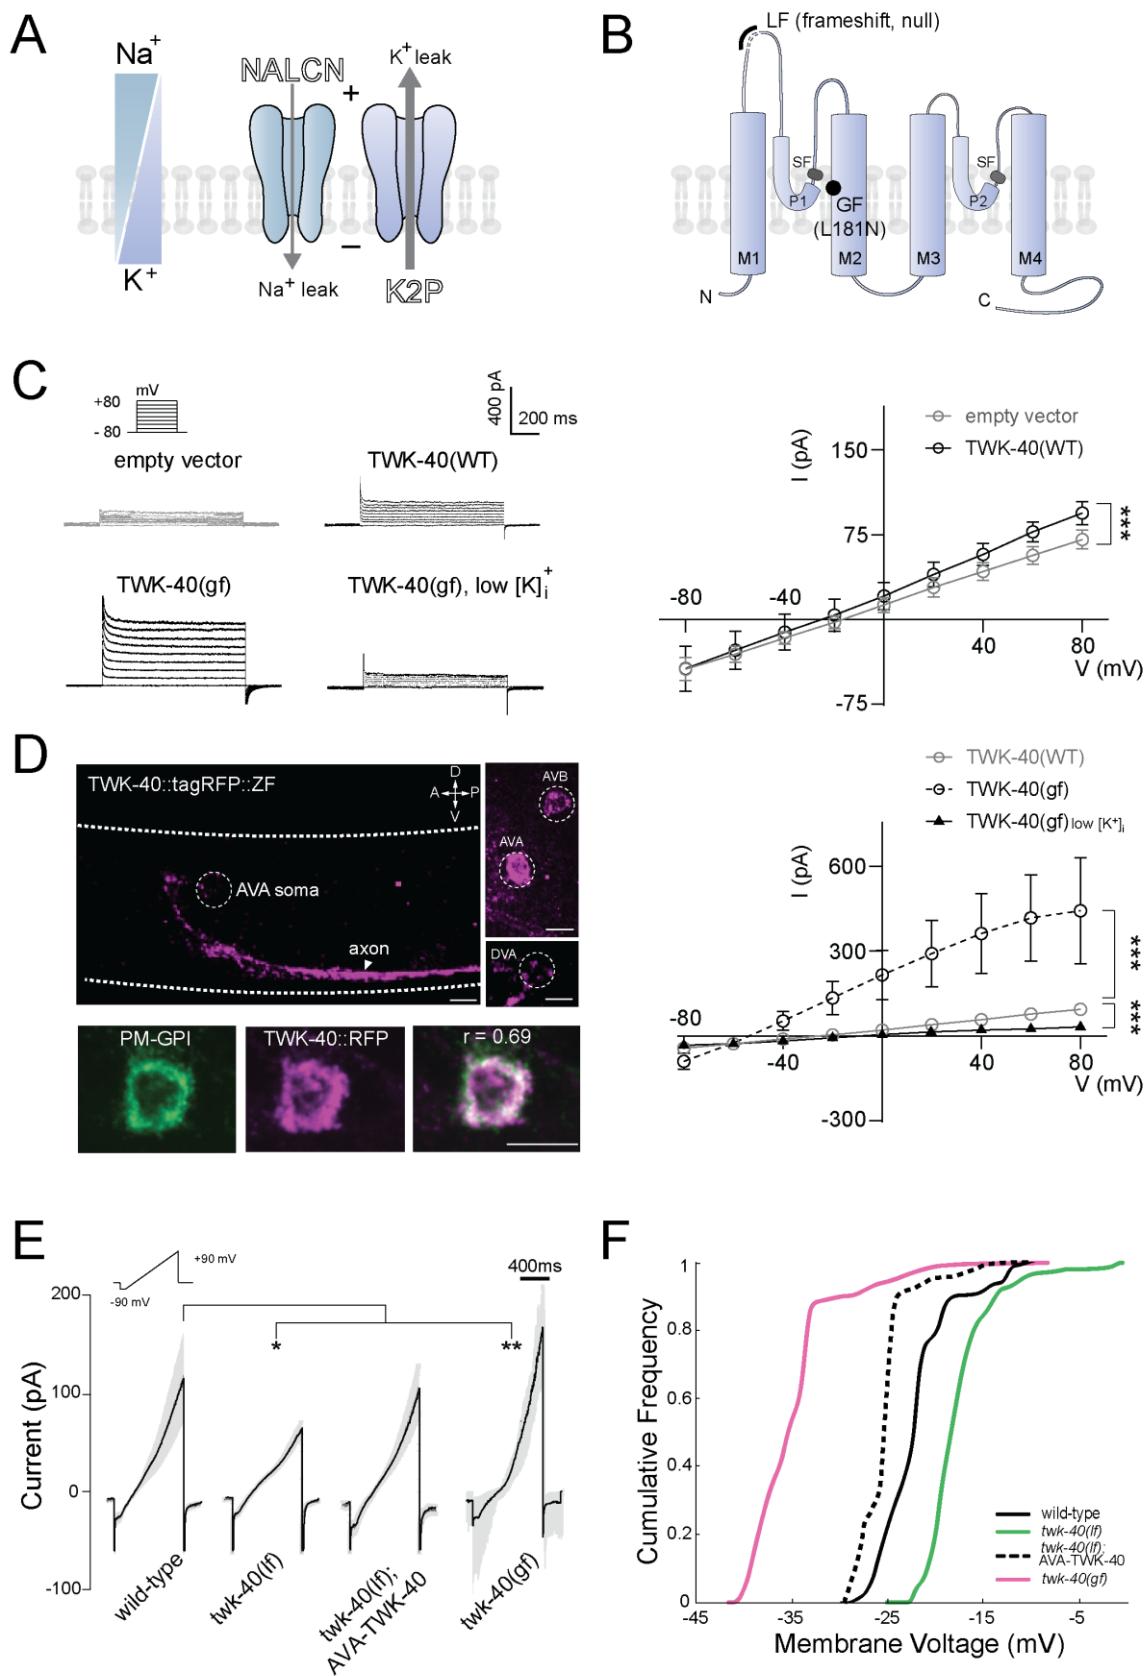 A
Na+
K+
NALCN
+
K+ leak
−
Na+ leak
K2P
B
LF (frameshift, null)
SF
P1
GF
(L181N)
SF
P2
M1
M2
M3
M4
N
C
C
mV
+80
- 80
400 pA
200 ms
empty vector
TWK-40(WT)
TWK-40(gf)
TWK-40(gf), low [K]i+
I (pA)
empty vector
TWK-40(WT)
150
75
-80
-40
40
80
V (mV)
-75
***
D
TWK-40::tagRFP::ZF
D
A
P
V
AVA soma
axon
AVB
AVA
DVA
PM-GPI
TWK-40::RFP
r = 0.69
TWK-40(WT)
TWK-40(gf)
TWK-40(gf)low [K+]i
I (pA)
600
300
-80
-40
40
80
V (mV)
-300
***
***
E
+90 mV
-90 mV
400ms
Current (pA)
200
100
0
-100
*
**
wild-type
twk-40(lf)
twk-40(lf);
AVA-TWK-40
twk-40(gf)
F
Cumulative Frequency
1
0.8
0.6
0.4
0.2
0
-45
-35
-25
-15
-5
Membrane Voltage (mV)
wild-type
twk-40(lf)
twk-40(lf);
AVA-TWK-40
twk-40(gf)